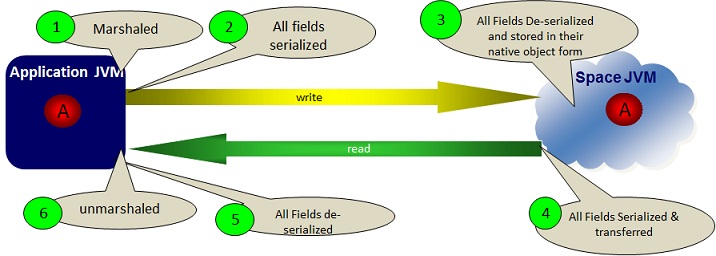 1
Marshaled
2
All fields
serialized
3
All Fields De-serialized
and stored in their
native object form
Application JVM
A
write
Space JVM
A
read
6
unmarshaled
5
All Fields de-
serialized
4
All Fields Serialized &
transferred